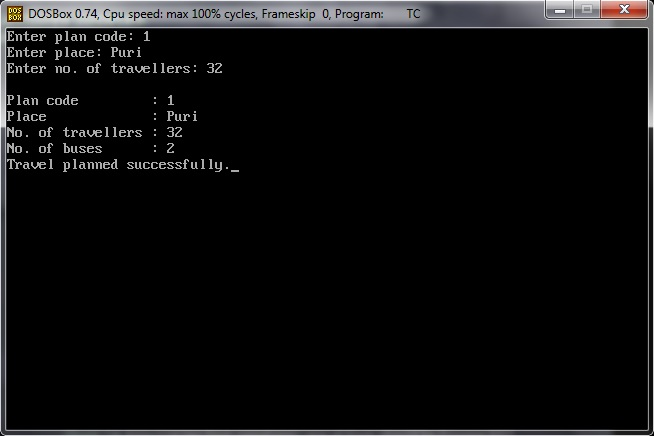 DOS BOX
DOSBox 0.74, Cpu speed: max 100% cycles, Frameskip 0, Program: TC
Enter plan code: 1
Enter place: Puri
Enter no. of travellers: 32
Plan code : 1
Place : Puri
No. of travellers : 32
No. of buses : 2
Travel planned successfully._